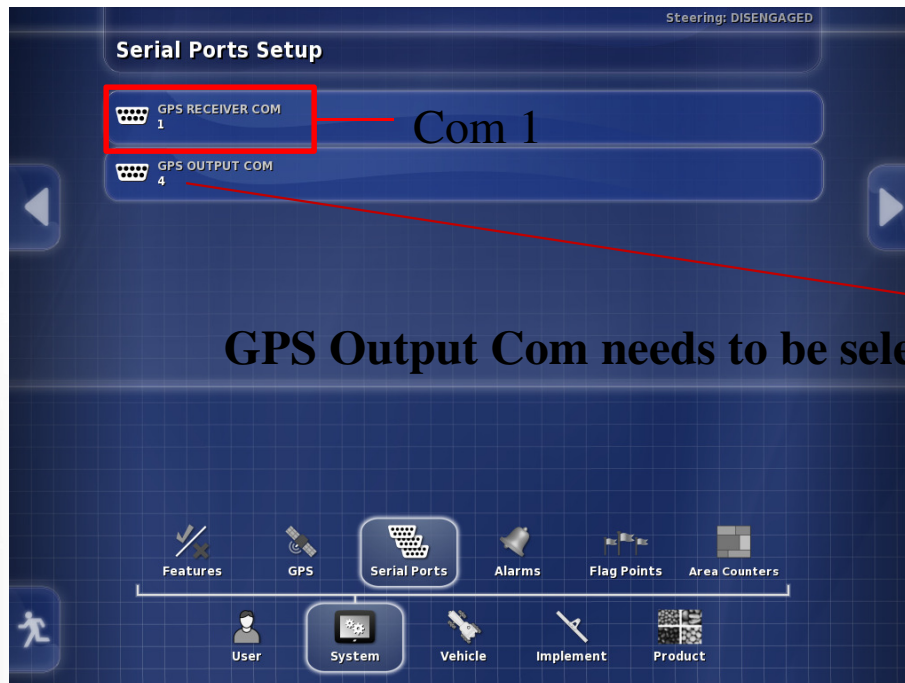 Steering: DISENGAGED
Serial Ports Setup
GPS RECEIVER COM
1
Com 1
GPS OUTPUT COM
4
GPS Output Com needs to be sele
Features GPS Serial Ports Alarms Flag Points Area Counters
User System Vehicle Implement Product